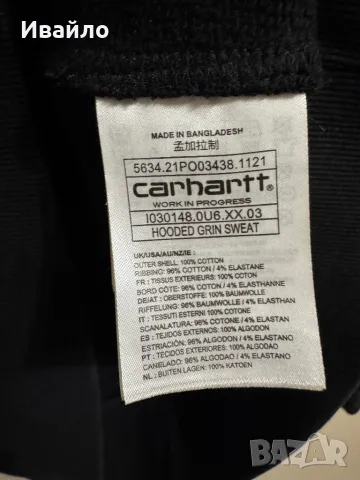 Ивайло
MADE IN BANGLADESH
孟加拉制
5634.21PO03438.1121
carhartt
WORK IN PROGRESS
I030148.0U6.XX.03
HOODED GRIN SWEAT
UK/USA/AU/NZ/IE:
OUTER SHELL: 100% COTTON
RIBBING: 96% COTTON / 4% ELASTANE
FR : TISSUS EXTERIEURS: 100% COTON
BORD CÔTE: 96% COTON / 4% ELASTHANNE
DE/AT : OBERSTOFFE: 100% BAUMWOLLE
RIFFELUNG: 96% BAUMWOLLE / 4% ELASTHAN
IT : TESSUTI ESTERNI: 100% COTONE
SCANALATURA: 96% COTONE / 4% ELASTAN
ES : TEJIDOS EXTERIOR: 100% ALGODON
ESTRIACIÓN: 96% ALGODON / 4% ELASTAN
PT : TECIDOS EXTERIORES: 100% ALGODAO
CANELADO: 96% ALGODAO / 4% ELASTANO
NL : BUITEN LAGEN: 100% KATOEN
BAZAR